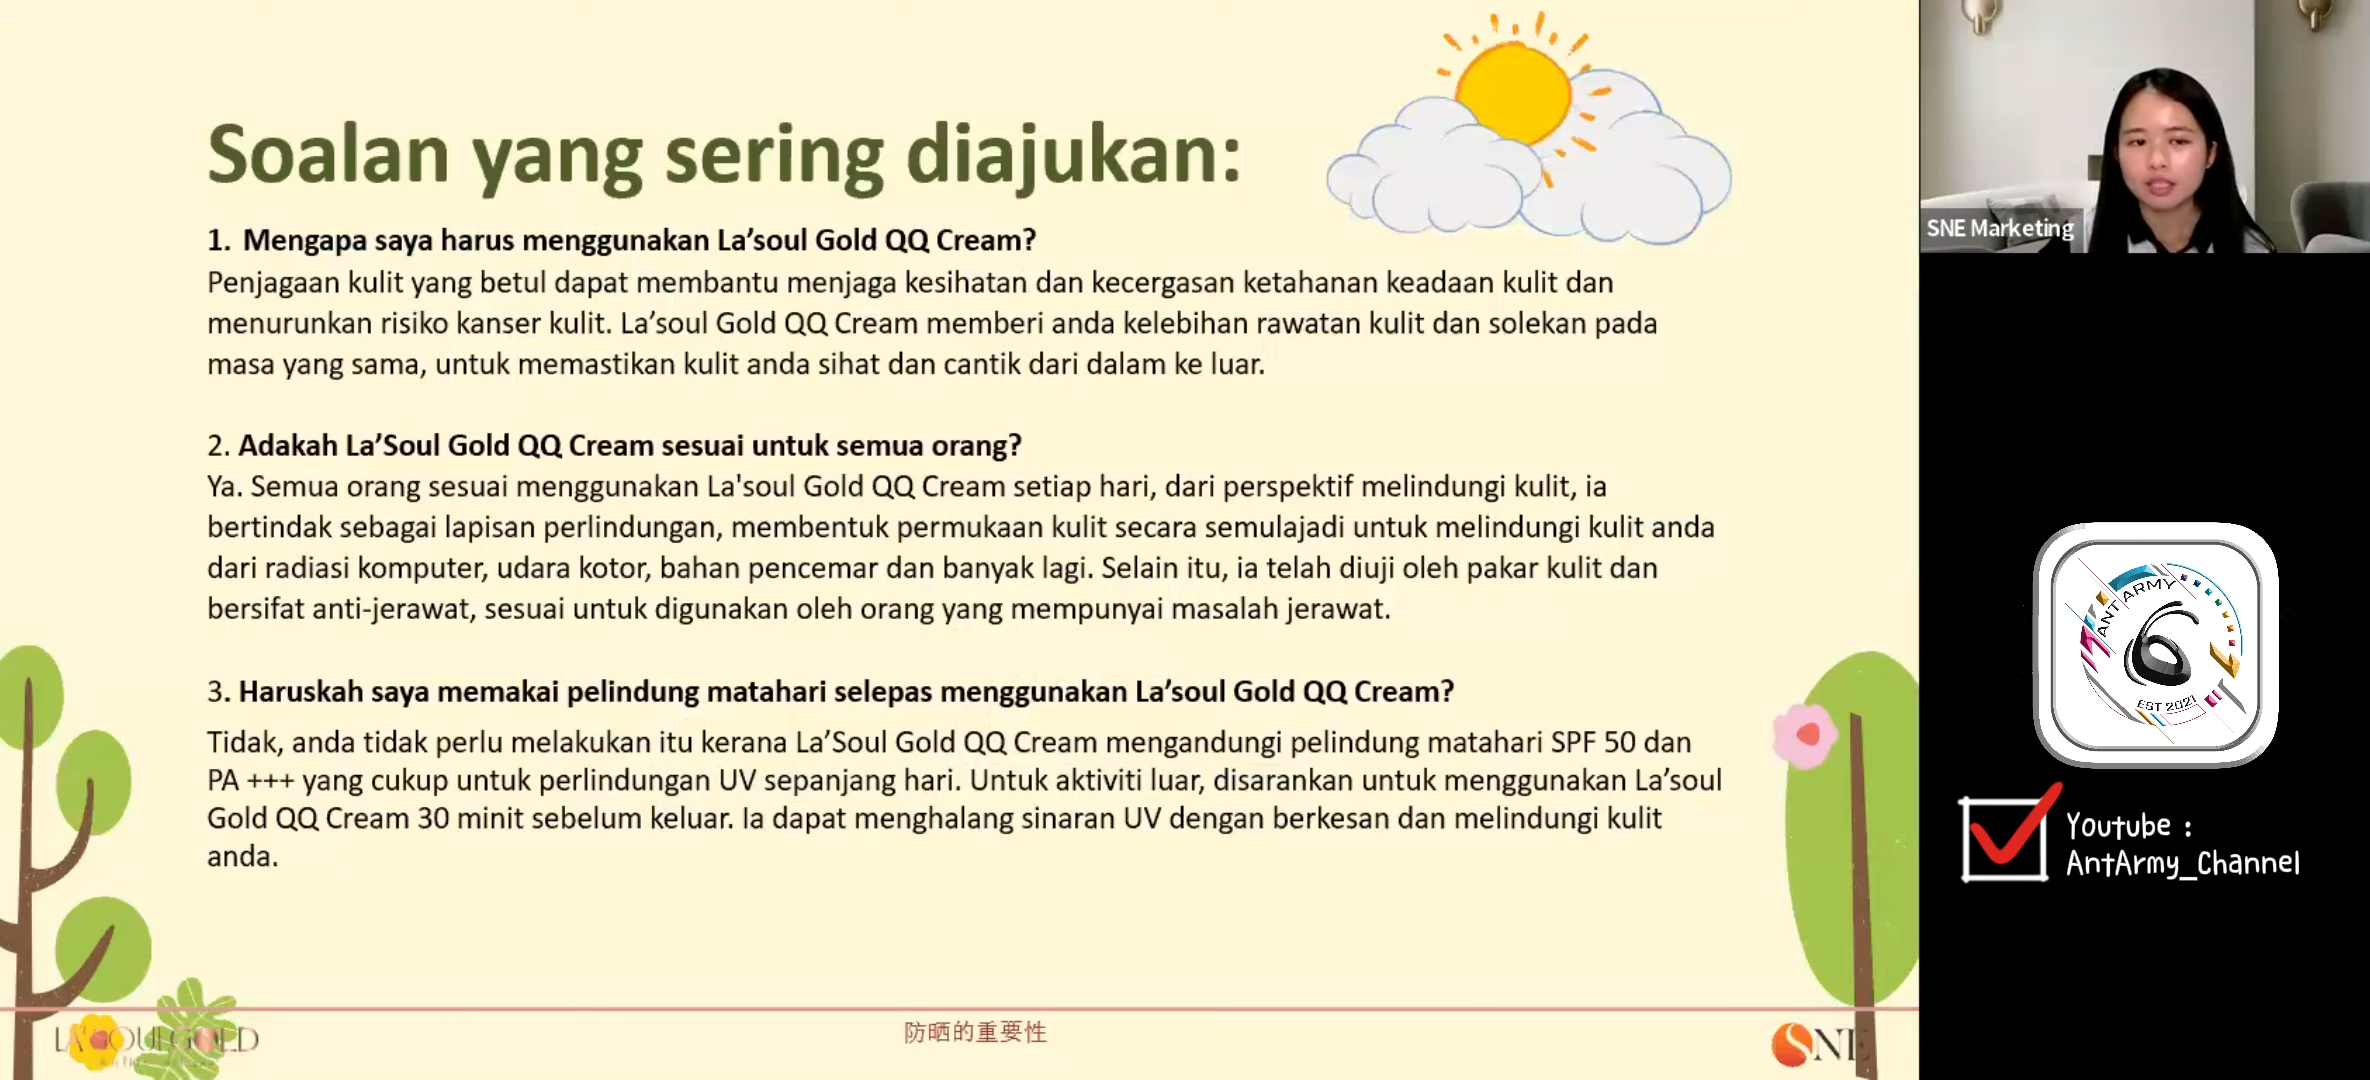 Soalan yang sering diajukan:
1. Mengapa saya harus menggunakan La’soul Gold QQ Cream?
Penjagaan kulit yang betul dapat membantu menjaga kesihatan dan kecergasan ketahanan keadaan kulit dan
menurunkan risiko kanser kulit. La’soul Gold QQ Cream memberi anda kelebihan rawatan kulit dan solekan pada
masa yang sama, untuk memastikan kulit anda sihat dan cantik dari dalam ke luar.
2. Adakah La’Soul Gold QQ Cream sesuai untuk semua orang?
Ya. Semua orang sesuai menggunakan La'soul Gold QQ Cream setiap hari, dari perspektif melindungi kulit, ia
bertindak sebagai lapisan perlindungan, membentuk permukaan kulit secara semulajadi untuk melindungi kulit anda
dari radiasi komputer, udara kotor, bahan pencemar dan banyak lagi. Selain itu, ia telah diuji oleh pakar kulit dan
bersifat anti-jerawat, sesuai untuk digunakan oleh orang yang mempunyai masalah jerawat.
3. Haruskah saya memakai pelindung matahari selepas menggunakan La’soul Gold QQ Cream?
Tidak, anda tidak perlu melakukan itu kerana La’Soul Gold QQ Cream mengandungi pelindung matahari SPF 50 dan
PA +++ yang cukup untuk perlindungan UV sepanjang hari. Untuk aktiviti luar, disarankan untuk menggunakan La’soul
Gold QQ Cream 30 minit sebelum keluar. Ia dapat menghalang sinaran UV dengan berkesan dan melindungi kulit
anda.
LA'SOUL GOLD
防晒的重要性
SNE
SNE Marketing
ANT ARMY
6
EST 2021
Youtube :
AntArmy_Channel